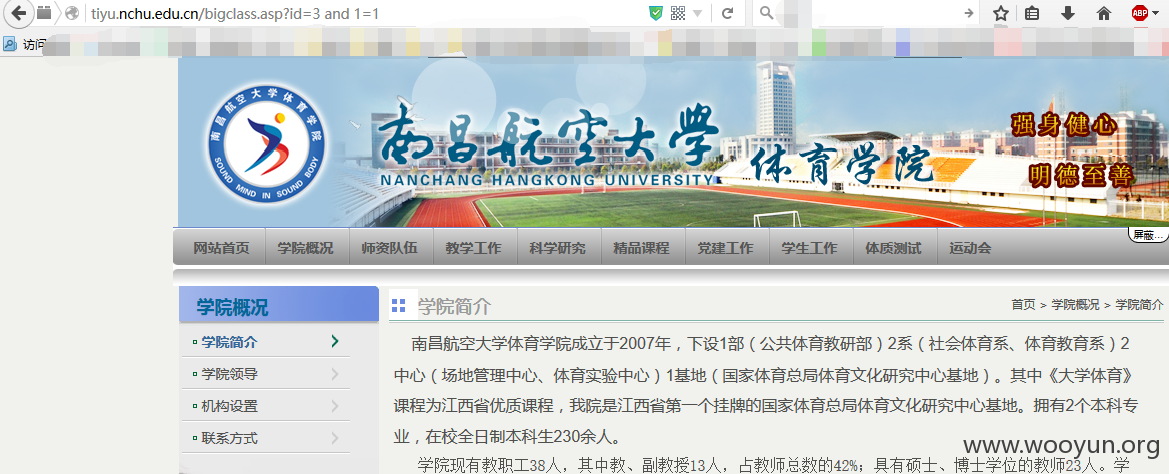 tiyu.nchu.edu.cn/bigclass.asp?id=3 and 1=1
ABP
访问
南昌航空大学体育学院
SOUND MIND IN SOUND BODY
南昌航空大学
NANCHANG HANGKONG UNIVERSITY
体育学院
强身健心
明德至善
网站首页 学院概况 师资队伍 教学工作 科学研究 精品课程 党建工作 学生工作 体质测试 运动会
屏蔽...
学院概况
学院简介
学院领导
机构设置
联系方式
学院简介
首页 > 学院概况 > 学院简介
南昌航空大学体育学院成立于2007年，下设1部（公共体育教研部）2系（社会体育系、体育教育系）2
中心（场地管理中心、体育实验中心）1基地（国家体育总局体育文化研究中心基地）。其中《大学体育》
课程为江西省优质课程，我院是江西省第一个挂牌的国家体育总局体育文化研究中心基地。拥有2个本科专
业，在校全日制本科生230余人。
学院现有教职工38人，其中教、副教授13人，占教师总数的42%；具有硕士、博士学位的教师23人。学
www.wooyun.org